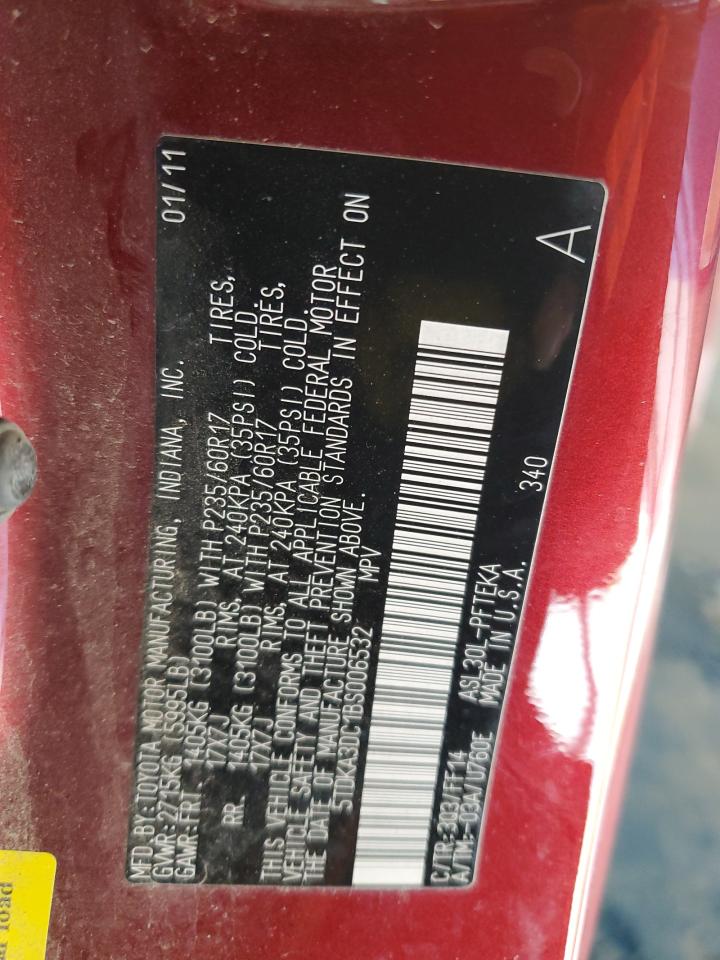 MFD. BY: TOYOTA MOTOR MANUFACTURING, INDIANA, INC. 01/11
GVWR: 2715KG (5995LB)
GAWR: FRT 1405KG (3100LB) WITH P235/60R17 TIRES,
17X7J RIMS, AT 240KPA (35PSI) COLD.
RR. 1405KG (3100LB) WITH P235/60R17 TIRES,
17X7J RIMS, AT 240KPA (35PSI) COLD.
THIS VEHICLE CONFORMS TO ALL APPLICABLE FEDERAL MOTOR
VEHICLE SAFETY AND THEFT PREVENTION STANDARDS IN EFFECT ON
THE DATE OF MANUFACTURE SHOWN ABOVE.
5TDKA3DC1BS006532 MPV
C/TR: 3Q3/FF14 ASL30L-PFTEKA 340 A
A/TM: -03A/U760E MADE IN U.S.A.
load